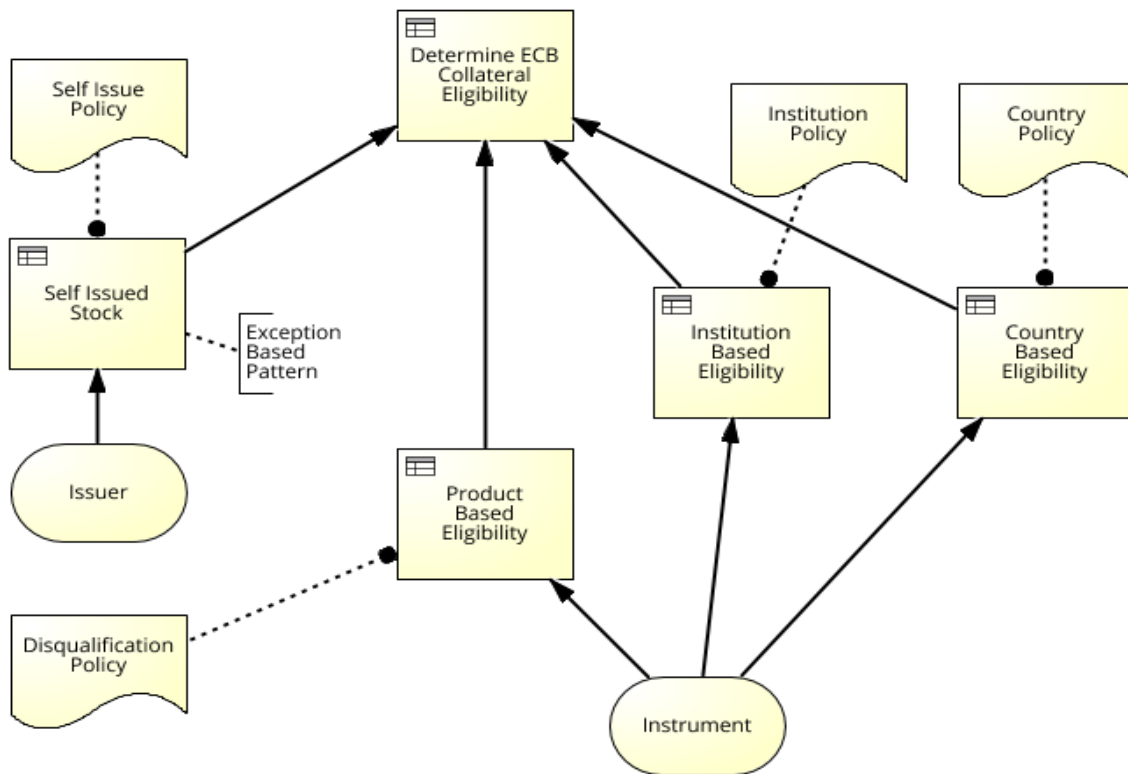 Determine ECB
Collateral
Eligibility
Self Issue
Policy
Institution
Policy
Country
Policy
Self Issued
Stock
Exception
Based
Pattern
Institution
Based
Eligibility
Country
Based
Eligibility
Issuer
Product
Based
Eligibility
Disqualification
Policy
Instrument